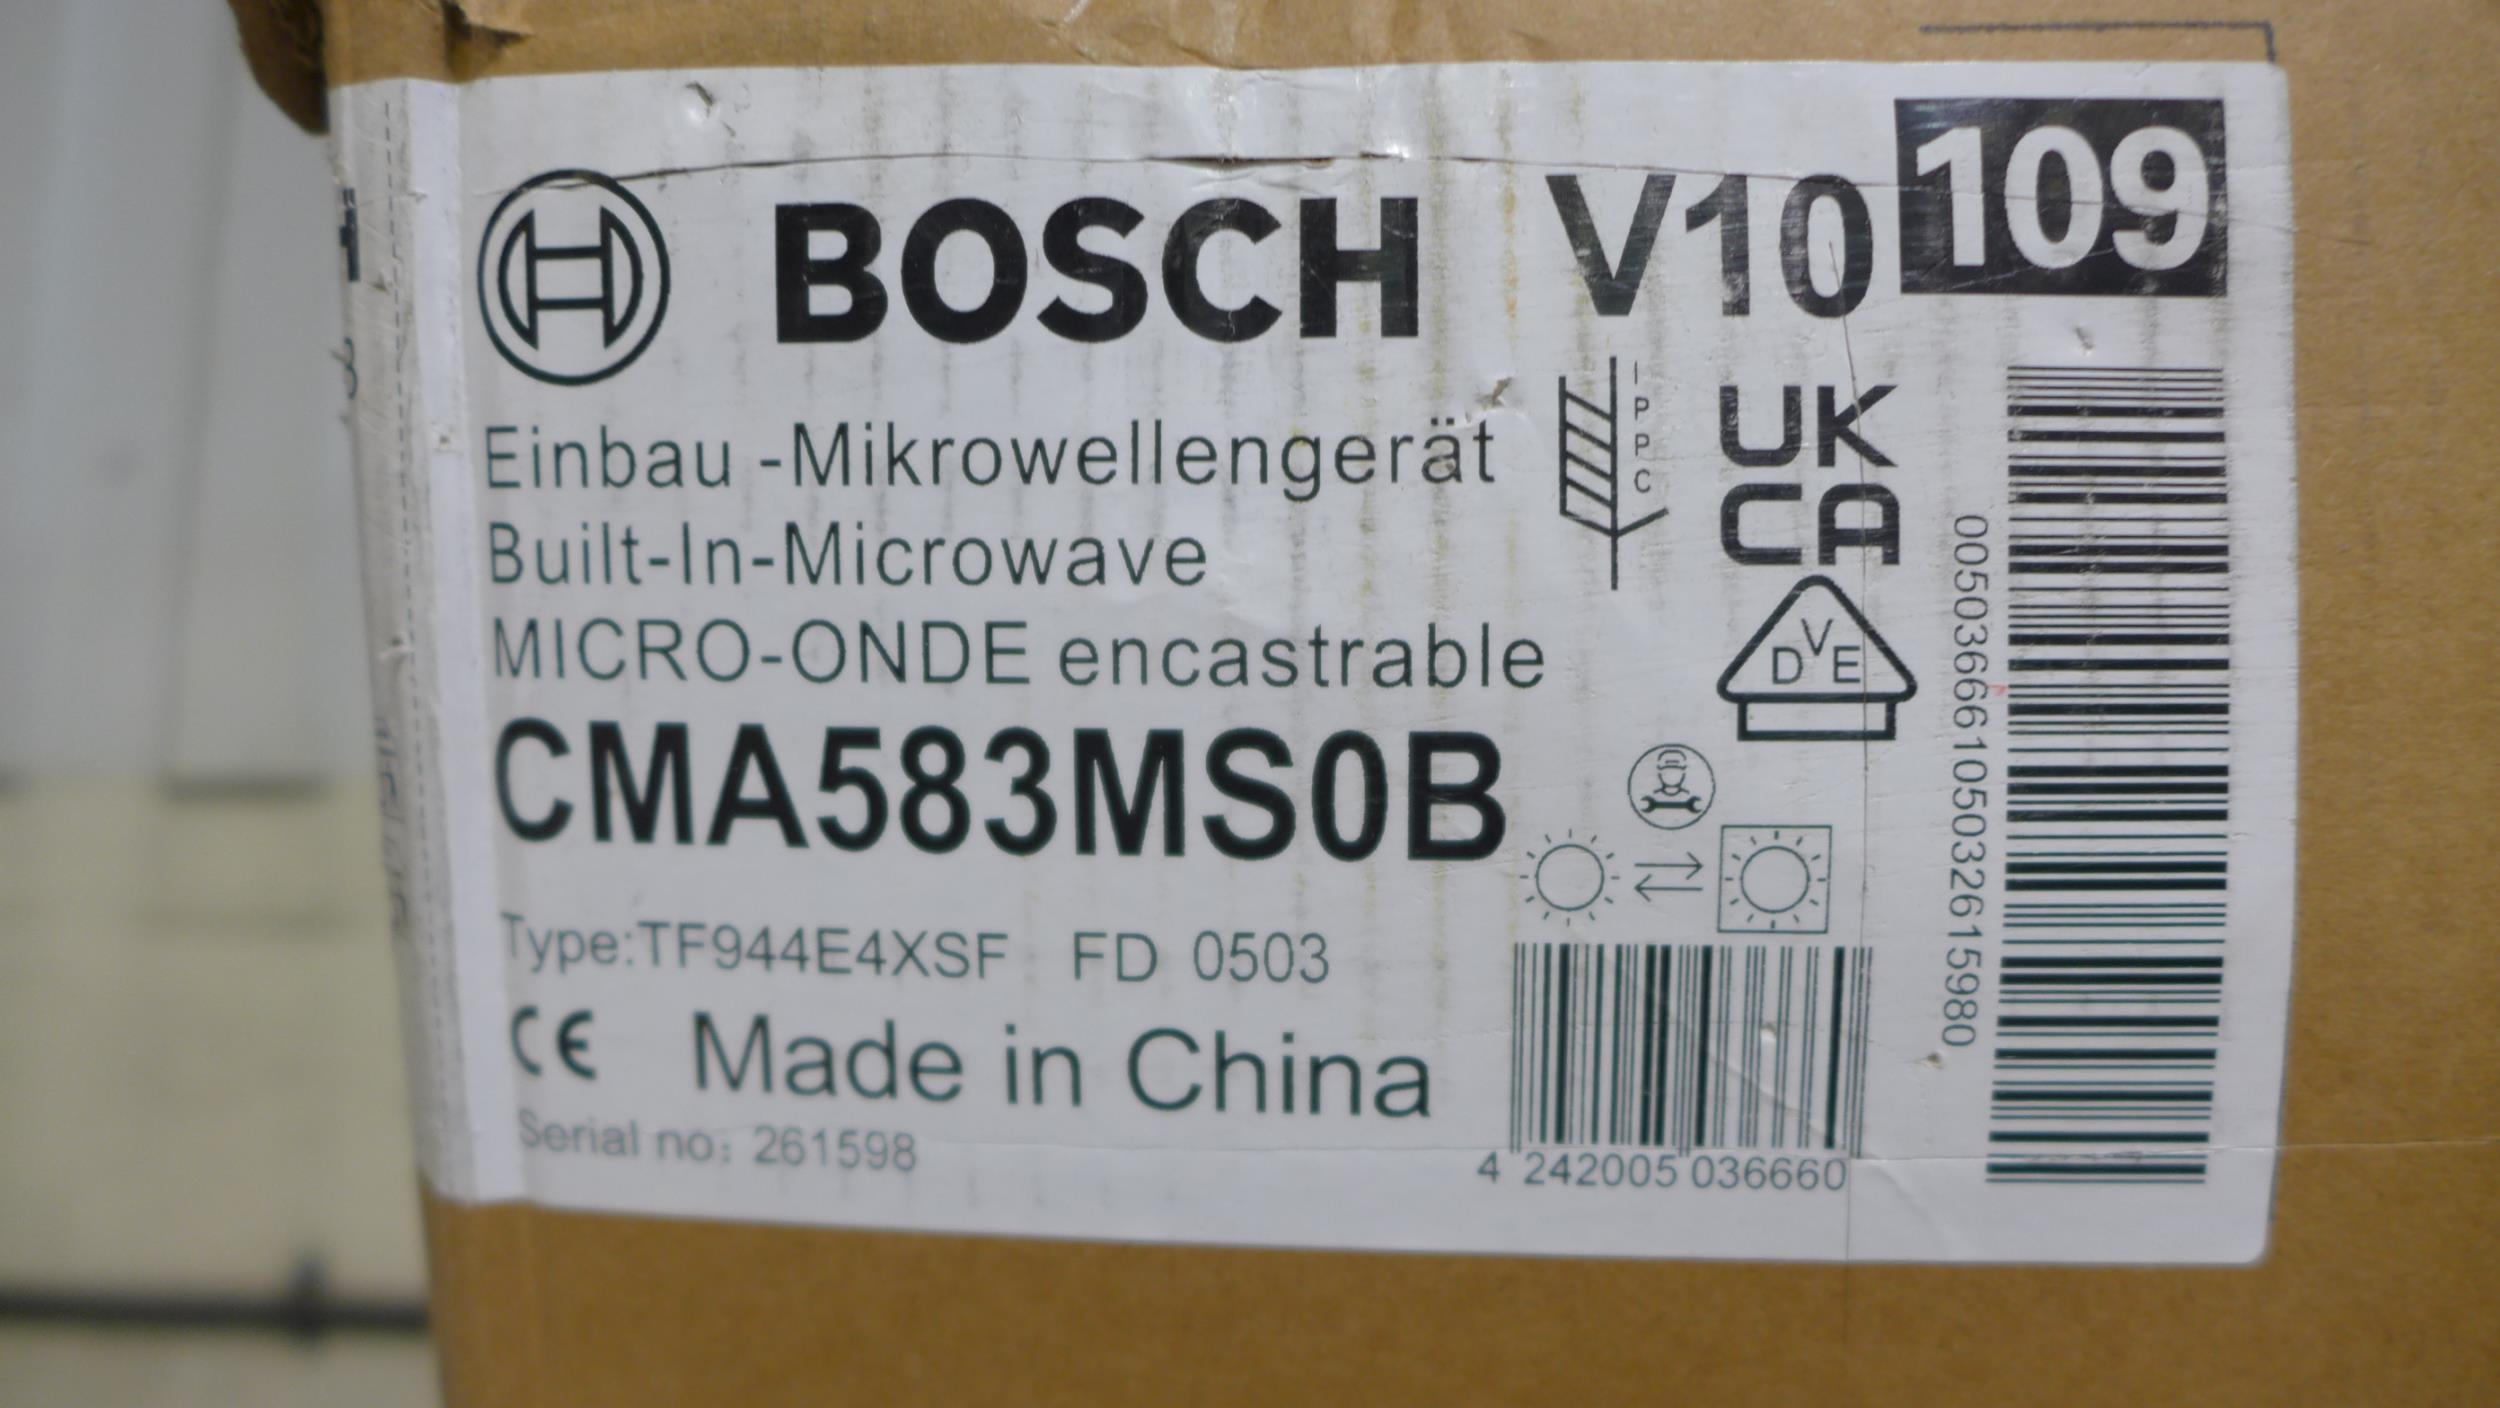 BOSCH V10 109
Einbau -Mikrowellengerät
Built-In-Microwave
MICRO-ONDE encastrable
CMA583MS0B
Type:TF944E4XSF FD 0503
CE Made in China
Serial no: 261598
IPPC
UK
CA
DVE
4 242005 036660
00503666105032615980